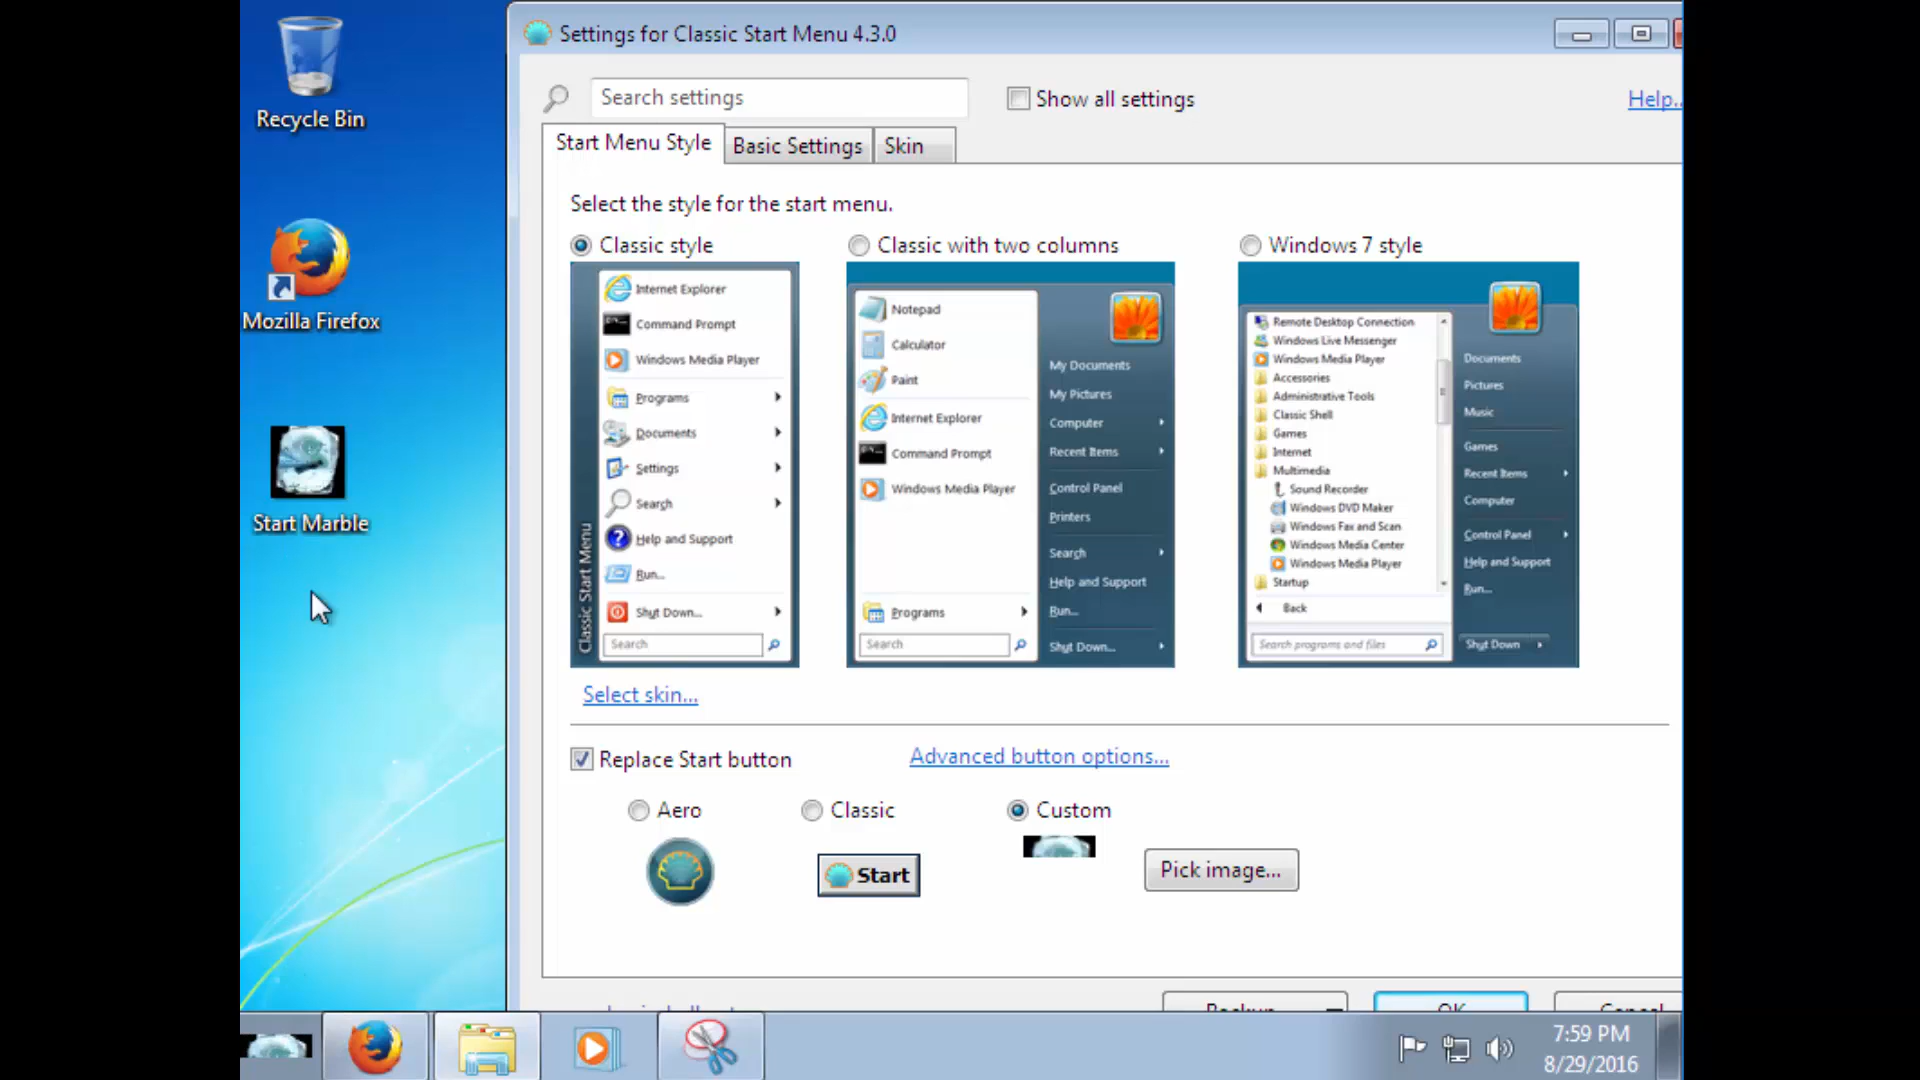 Recycle Bin
Mozilla Firefox
Start Marble
Settings for Classic Start Menu 4.3.0
Search settings
Show all settings
Help..
Start Menu Style
Basic Settings
Skin
Select the style for the start menu.
Classic style
Classic with two columns
Windows 7 style
Internet Explorer
Command Prompt
Windows Media Player
Programs
Documents
Settings
Search
Help and Support
Run...
Shut Down...
Search
Classic Start Menu
Notepad
Calculator
Paint
Internet Explorer
Command Prompt
Windows Media Player
Programs
Search
My Documents
My Pictures
Computer
Recent Items
Control Panel
Printers
Search
Help and Support
Run...
Shut Down...
Remote Desktop Connection
Windows Live Messenger
Windows Media Player
Accessories
Administrative Tools
Classic Shell
Games
Internet
Multimedia
Sound Recorder
Windows DVD Maker
Windows Fax and Scan
Windows Media Center
Windows Media Player
Startup
Back
Search programs and files
Documents
Pictures
Music
Games
Recent Items
Computer
Control Panel
Help and Support
Run...
Shut Down
Select skin...
Replace Start button
Advanced button options...
Aero
Classic
Custom
Start
Pick image...
Backup
OK
Cancel
7:59 PM
8/29/2016